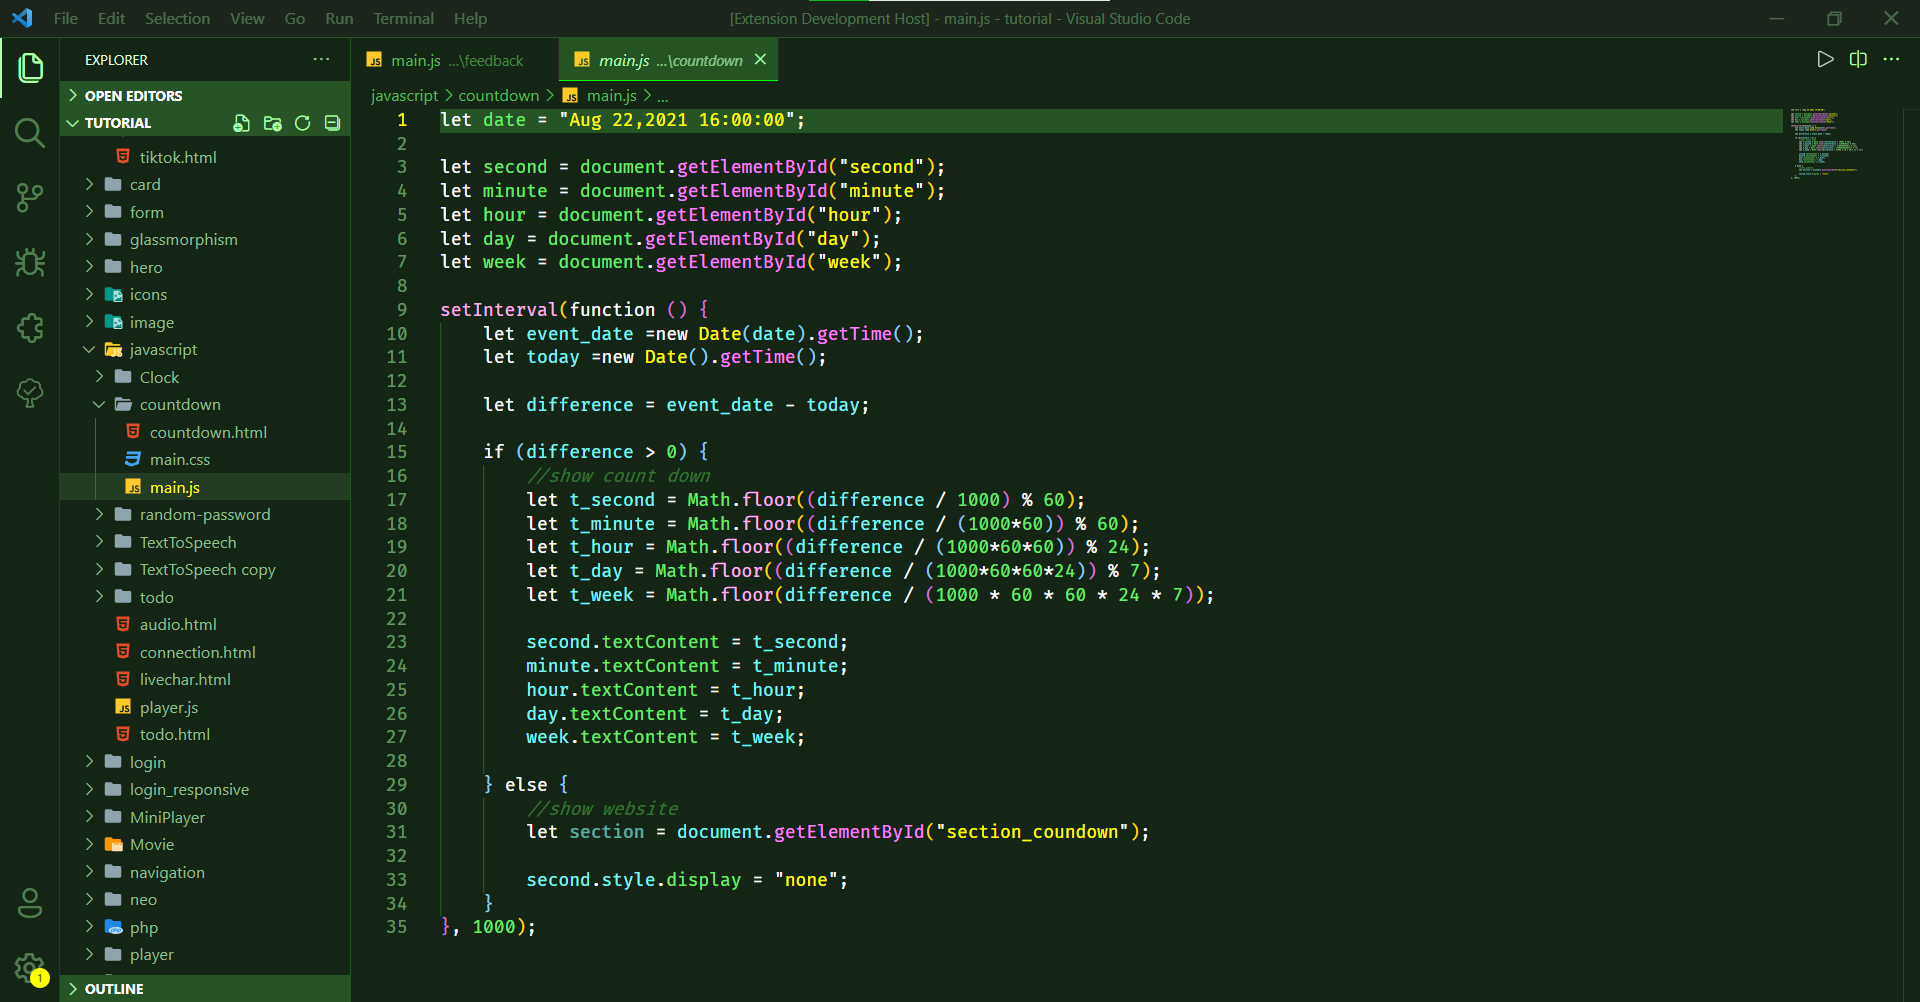 File Edit Selection View Go Run Terminal Help
[Extension Development Host] - main.js - tutorial - Visual Studio Code
EXPLORER
OPEN EDITORS
TUTORIAL
tiktok.html
card
form
glassmorphism
hero
icons
image
javascript
Clock
countdown
countdown.html
main.css
main.js
random-password
TextToSpeech
TextToSpeech copy
todo
audio.html
connection.html
livechar.html
player.js
todo.html
login
login_responsive
MiniPlayer
Movie
navigation
neo
php
player
OUTLINE
1
JS main.js ...\feedback
JS main.js ...\countdown
javascript > countdown > JS main.js > ...
1 let date = "Aug 22,2021 16:00:00";
2
3 let second = document.getElementById("second");
4 let minute = document.getElementById("minute");
5 let hour = document.getElementById("hour");
6 let day = document.getElementById("day");
7 let week = document.getElementById("week");
8
9 setInterval(function () {
10     let event_date =new Date(date).getTime();
11     let today =new Date().getTime();
12
13     let difference = event_date - today;
14
15     if (difference > 0) {
16         //show count down
17         let t_second = Math.floor((difference / 1000) % 60);
18         let t_minute = Math.floor((difference / (1000*60)) % 60);
19         let t_hour = Math.floor((difference / (1000*60*60)) % 24);
20         let t_day = Math.floor((difference / (1000*60*60*24)) % 7);
21         let t_week = Math.floor(difference / (1000 * 60 * 60 * 24 * 7));
22
23         second.textContent = t_second;
24         minute.textContent = t_minute;
25         hour.textContent = t_hour;
26         day.textContent = t_day;
27         week.textContent = t_week;
28
29     } else {
30         //show website
31         let section = document.getElementById("section_coundown");
32
33         second.style.display = "none";
34     }
35 }, 1000);